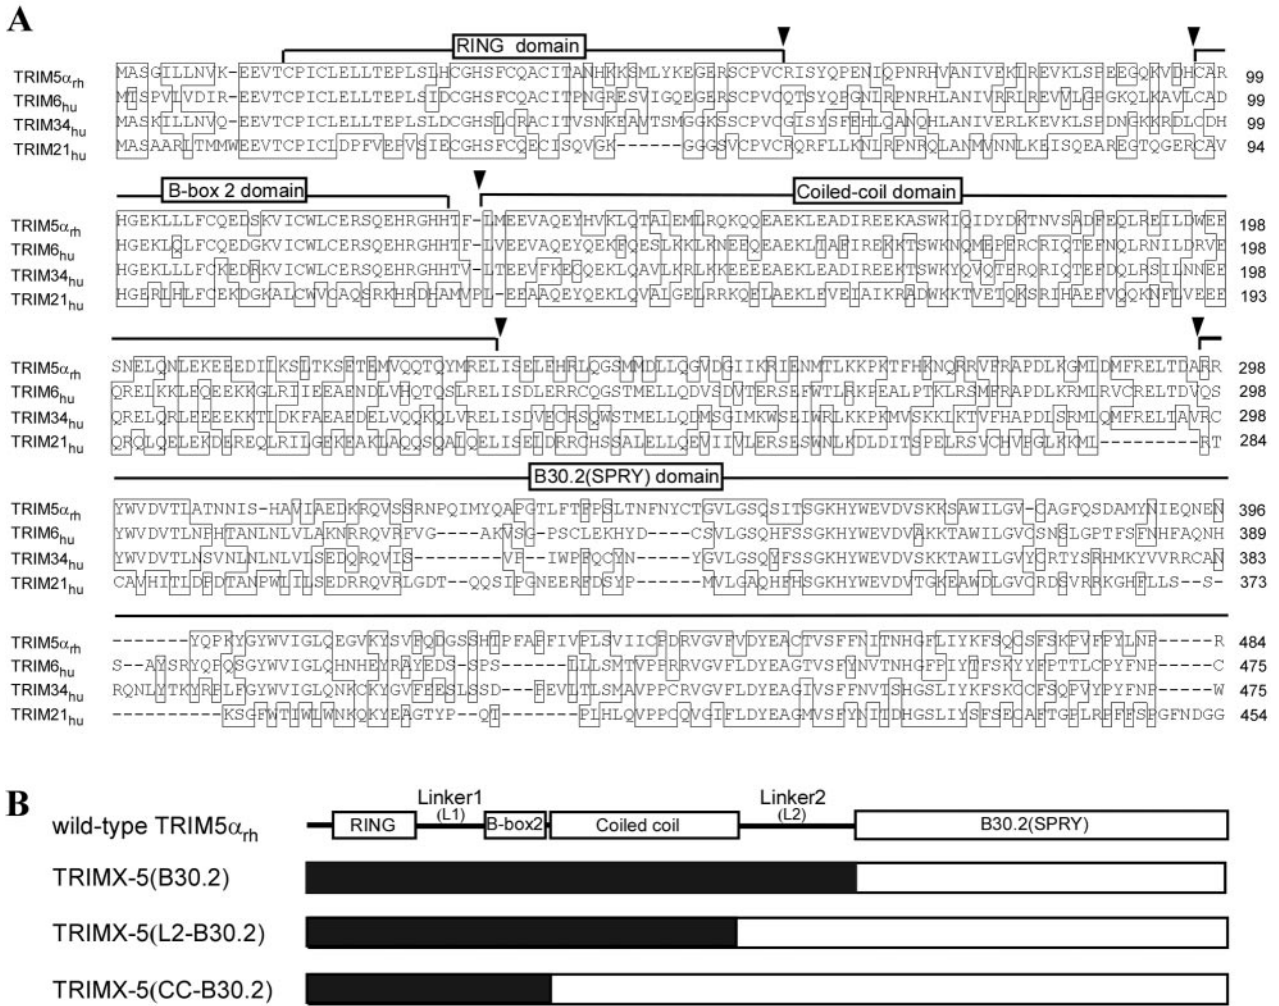 A
RING domain
TRIM5αrh MASGILLNVK-EEVTCPICLELLTEPLSLHCGHSFCQACITANHKKSMLYKEGERSCPVCRISYQPENIQPNRHVANIVEKLREVKLSPEEGQKVDHCAR 99
TRIM6hu MTSPVLVDIR-EEVTCPICLELLTEPLSIDCGHSFCQACITPNGRESVIGQEGERSCPVCQTSYQPGNLRPNRHLANIVRRLREVVLGPGKQLKAVLCAD 99
TRIM34hu MASKILLNVQ-EEVTCPICLELLTEPLSLDCGHSLCRACITVSNKEAVTSMGGKSSCPVCGISYSFEHLQANQHLANIVERLKEVKLSPDNGKKRDLCDH 99
TRIM21hu MASAARLTMMWEEVTCPICLDPFVEPVSIECGHSFCQECISQVGK------GGGSVCPVCRQRFLLKNLRPNRQLANMVNNLKEISQEAREGTQGERCAV 94
B-box 2 domain Coiled-coil domain
TRIM5αrh HGEKLLLFCQEDSKVICWLCERSQEHRGHHTF-LMEEVAQEYHVKLQTALEMLRQKQQEAEKLEADIREEKASWKIQIDYDKTNVSADFEQLREILDWEE 198
TRIM6hu HGEKLQLFCQEDGKVICWLCERSQEHRGHHTF-LVEEVAQEYQEKFQESLKKLKNEEQEAEKLTAFIREKKTSWKNQMEPERCRIQTEFNQLRNILDRVE 198
TRIM34hu HGEKLLLFCKEDRKVICWLCERSQEHRGHHTV-LTEEVFKECQEKLQAVLKRLKKEEEEAEKLEADIREEKTSWKYQVQTERQRIQTEFDQLRSILNNEE 198
TRIM21hu HGERLHLFCEKDGKALCWVCAQSRKHRDHAMVPL-EEAAQEYQEKLQVALGELRRKQELAEKLEVEIAIKRADWKKTVETQKSRIHAEFVQQKNFLVEEE 193
TRIM5αrh SNELQNLEKEEEDILKSLTKSETEMVQQTQYMRELISELEHRLQGSMMDLLQGVDGIIKRIENMTLKKPKTFHKNQRRVFRAPDLKGMLDMFRELTDARR 298
TRIM6hu QRELKKLEQEEKKGLRIIEEAENDLVHQTQSLRELISDLERRCQGSTMELLQDVSDVTERSEFWTLRKPEALPTKLRSMFRAPDLKRMLRVCRELTDVQS 298
TRIM34hu QRELQRLEEEEKKTLDKFAEAEDELVQQKQLVRELISDVECRSQWSTMELLQDMSGIMKWSEIWRLKKPKMVSKKLKTVFHAPDLSRMLQMFRELTAVRC 298
TRIM21hu QRQLQELEKDEREQLRILGEKEAKLAQQSQALQELISELDRRCHSSALELLQEVIIVLERSESWNLKDLDITSPELRSVCHVPGLKKML----------RT 284
B30.2(SPRY) domain
TRIM5αrh YWVDVTLATNNIS-HAVIAEDKRQVSSRNPQIMYQAPGTLFTFPSLTNFNYCTGVLGSQSITSGKHYWEVDVSKKSAWILGV-CAGFQSDAMYNIEQNEN 396
TRIM6hu YWVDVTLNPHTANLNLVLAKNRRQVRFVG----AKVSG-PSCLEKHYD----CSVLGSQHFSSGKHYWEVDVAKKTAWILGVCSNSLGPTFSFNHFAQNH 389
TRIM34hu YWVDVTLNSVNLNLNLVLSEDQRQVIS-------VP--IWPFQCYN------YGVLGSQYFSSGKHYWEVDVSKKTAWILGVYCRTYSRHMKYVVRRCAN 383
TRIM21hu CAVHITLDPDTANPWLILSEDRRQVRLGDT--QQSIPGNEERFDSYP-----MVLGAQHFHSGKHYWEVDVTGKEAWDLGVCRDSVRRKGHFLLS--S- 373
TRIM5αrh -------YQPKYGYWVIGLQEGVKYSVFQDGSSHTPFAPFIVPLSVIICPDRVGVFVDYEACTVSFFNITNHGFLIYKFSQCSFSKPVFPYLNP-----R 484
TRIM6hu S--AYSRYQPQSGYWVIGLQHNHEYRAYEDS-SPS------LLLSMTVPPRRVGVFLDYEAGTVSFYNVTNHGFPIYTFSKYYFPTTLCPYFNP-----C 475
TRIM34hu RQNLYTKYRPLFGYWVIGLQNKCKYGVFEESLSSD----PEVLTLSMAVPPCRVGVFLDYEAGIVSFFNVTSHGSLIYKFSKCCFSQPVYPYFNP-----W 475
TRIM21hu ----------KSGFWTIWLWNKQKYEAGTYP--QT-------PLHLQVPPCQVGIFLDYEAGMVSFYNITDHGSLIYSFSECAFTGPLRPFFSPGFNDGG 454
B
Linker1 Linker2
(L1) (L2)
wild-type TRIM5αrh RING B-box2 Coiled coil B30.2(SPRY)
TRIMX-5(B30.2)
TRIMX-5(L2-B30.2)
TRIMX-5(CC-B30.2)